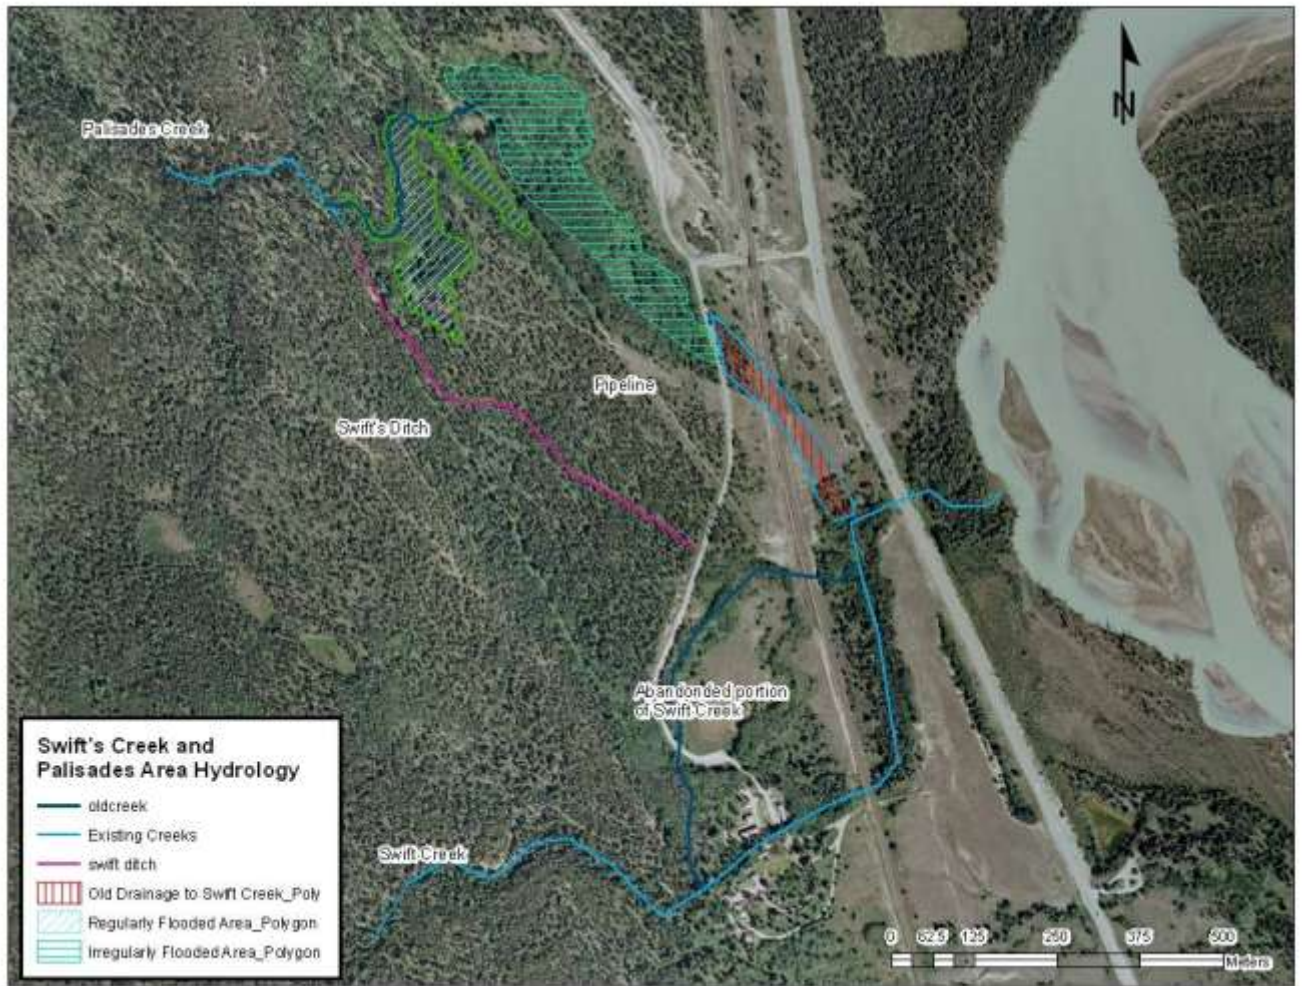 N
Palisades Creek
Pipeline
Swift's Ditch
Abandonded portion
of Swift Creek
Swift Creek
Swift's Creek and
Palisades Area Hydrology
oldcreek
Existing Creeks
swift ditch
Old Drainage to Swift Creek_Poly
Regularly Flooded Area_Polygon
Irregularly Flooded Area_Polygon
0 62.5 125 250 375 500
Meters